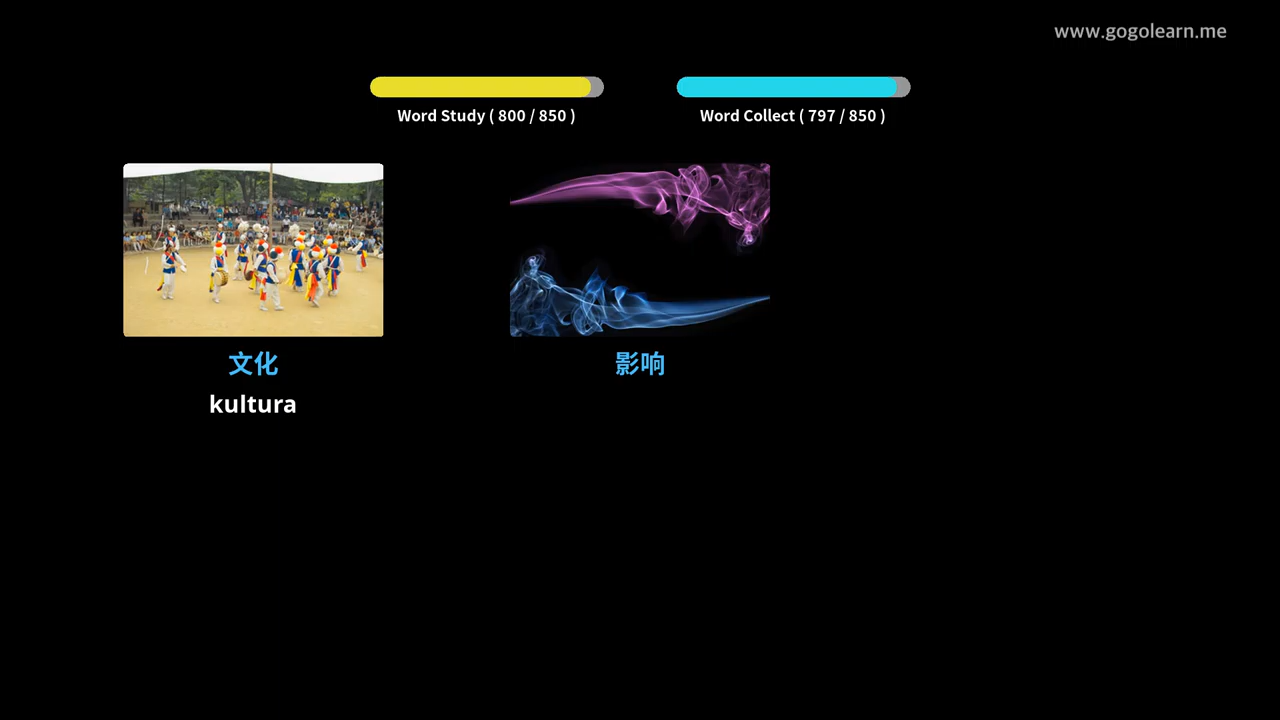 www.gogolearn.me
Word Study ( 800 / 850 )
Word Collect ( 797 / 850 )
文化
kultura
影响